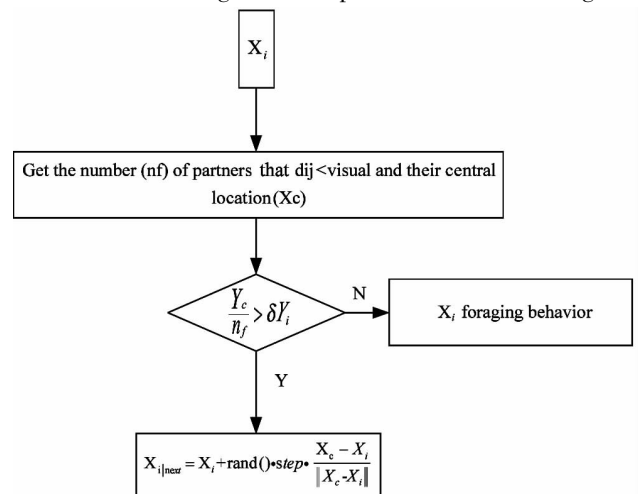 X_i
Get the number (nf) of partners that dij<visual and their central
location(Xc)
Y_c/n_f > δY_i
N
X_i foraging behavior
Y
X_{i|next} = X_i+rand()•step•(X_c − X_i)/‖X_c-X_i‖